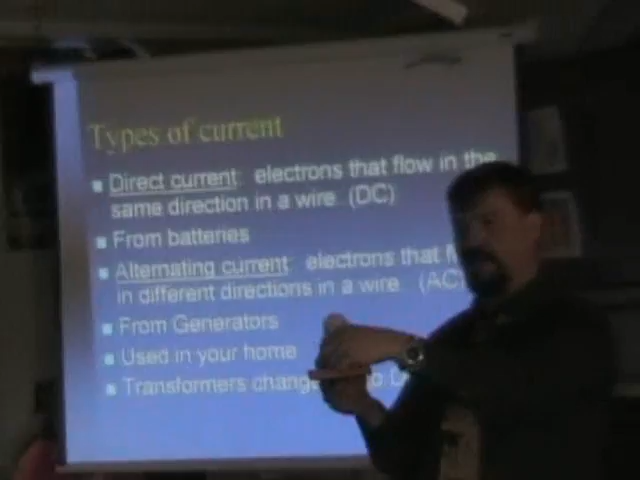 Types of current
Direct current: electrons that flow in the
same direction in a wire (DC)
From batteries
Alternating current: electrons that
in different directions in a wire (AC)
From Generators
Used in your home
Transformers